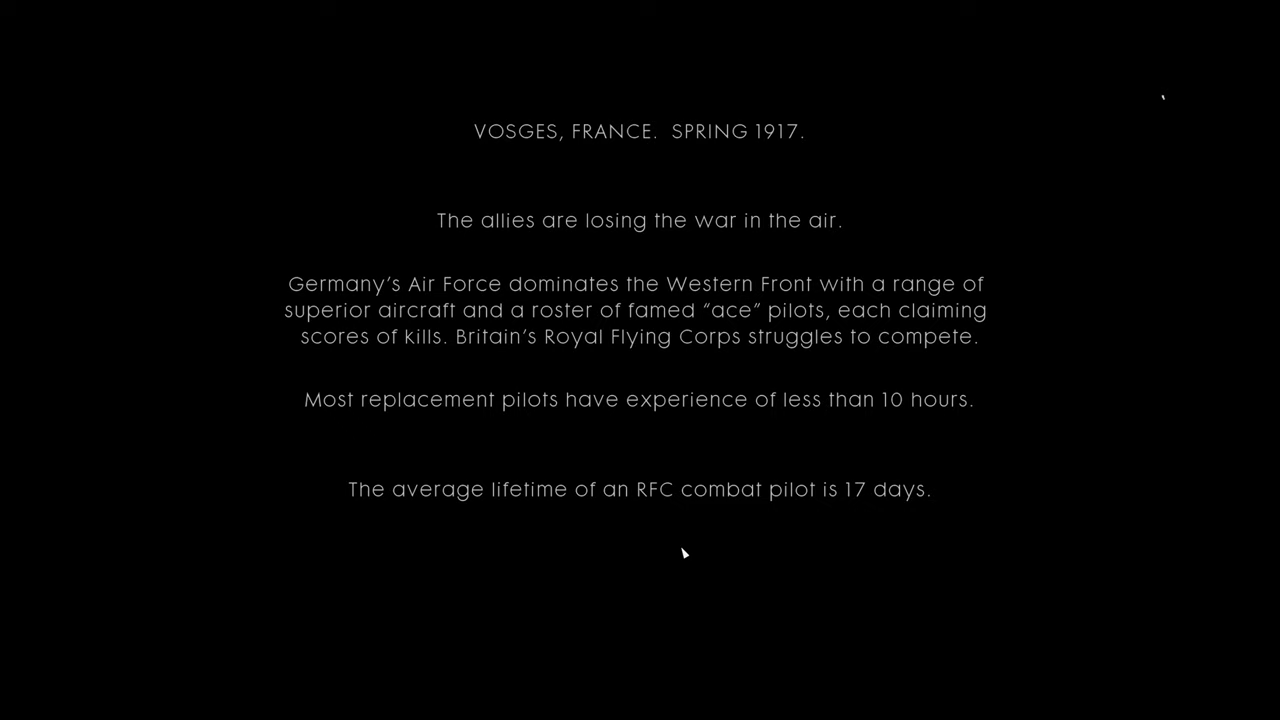 VOSGES, FRANCE. SPRING 1917.
The allies are losing the war in the air.
Germany’s Air Force dominates the Western Front with a range of
superior aircraft and a roster of famed “ace” pilots, each claiming
scores of kills. Britain’s Royal Flying Corps struggles to compete.
Most replacement pilots have experience of less than 10 hours.
The average lifetime of an RFC combat pilot is 17 days.